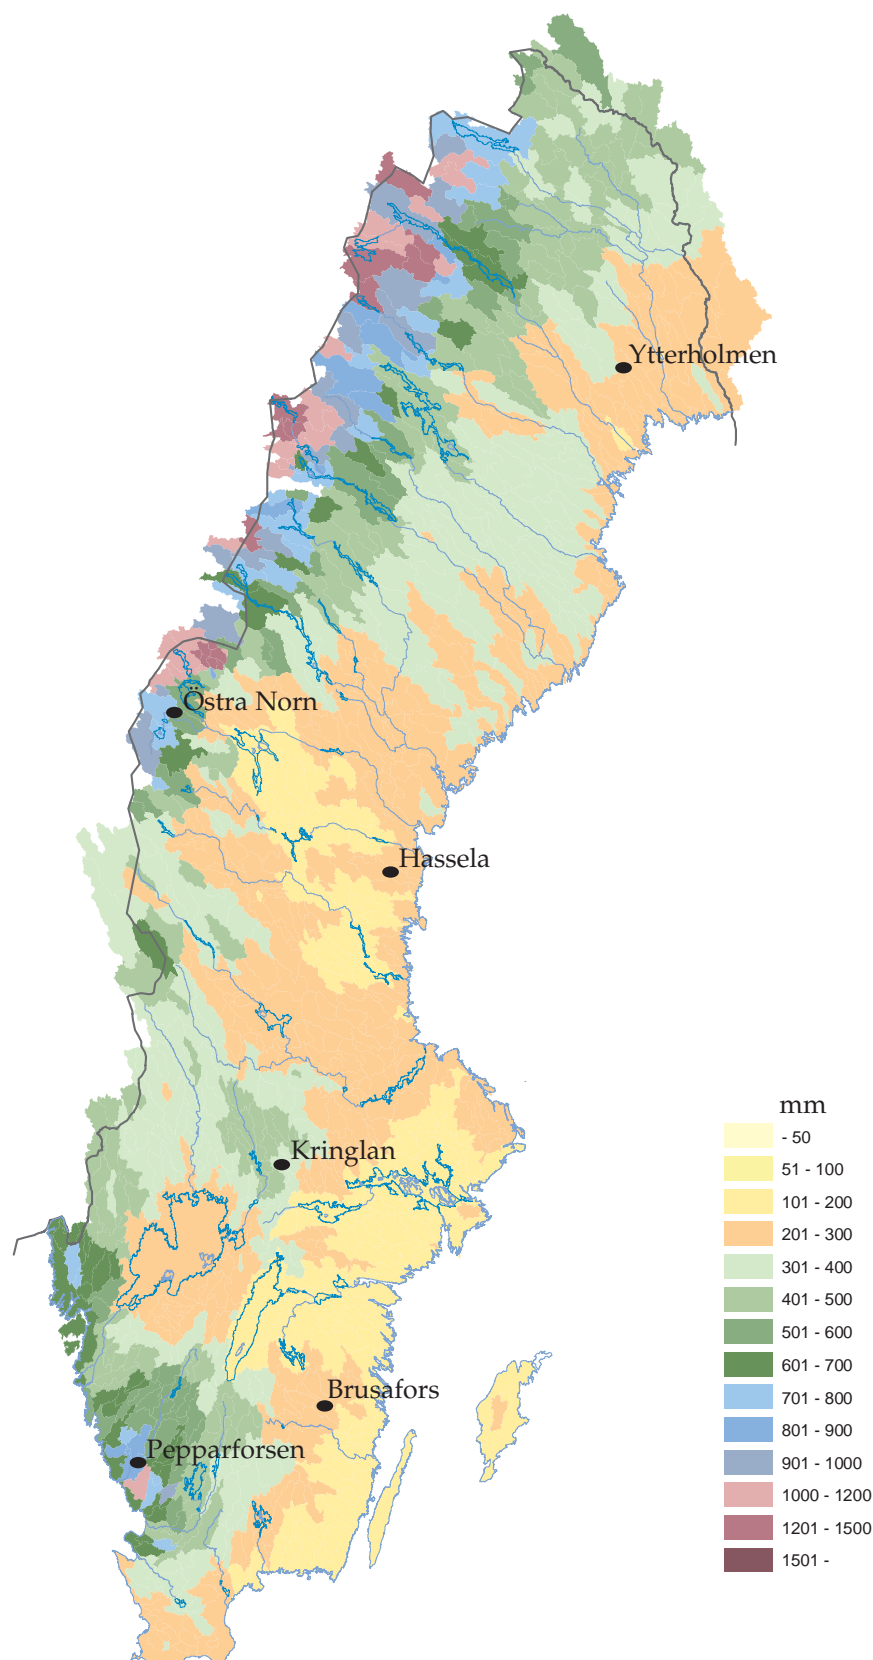 Ytterholmen
Östra Norn
Hassela
mm
- 50
Kringlan
51 - 100
101 - 200
201 - 300
301 - 400
401 - 500
501 - 600
601 - 700
Brusafors
701 - 800
801 - 900
Pepparforsen
901 - 1000
1000 - 1200
1201 - 1500
1501 -